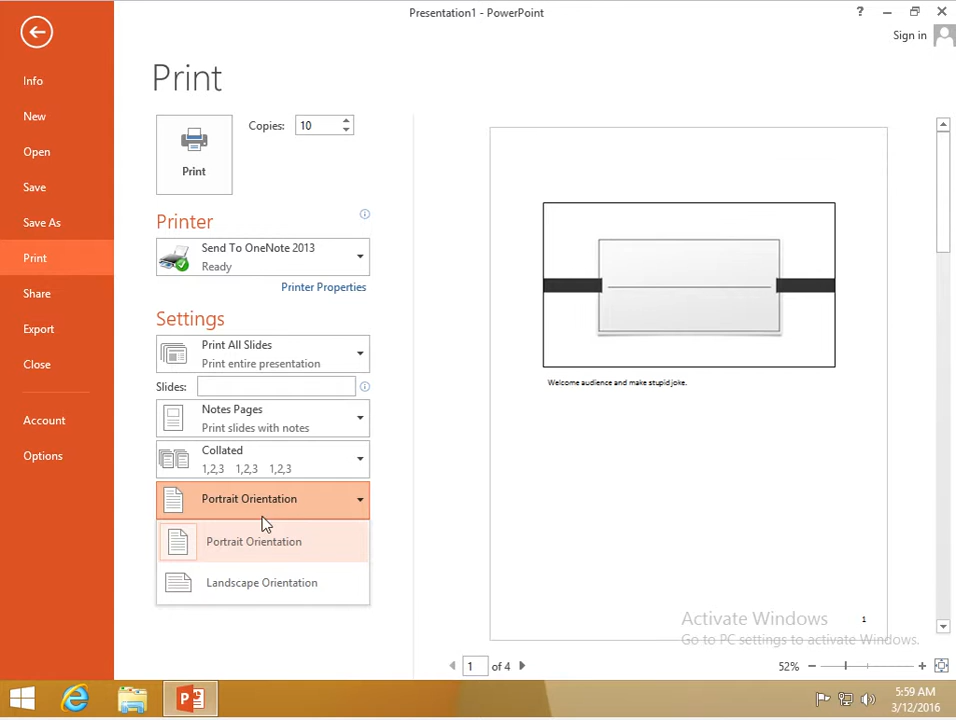 Presentation1 - PowerPoint
?
Sign in
Info
New
Open
Save
Save As
Print
Share
Export
Close
Account
Options
Print
Print
Copies: 10
Printer
Send To OneNote 2013
Ready
Printer Properties
Settings
Print All Slides
Print entire presentation
Slides:
Notes Pages
Print slides with notes
Collated
1,2,3 1,2,3 1,2,3
Portrait Orientation
Portrait Orientation
Landscape Orientation
Welcome audience and make stupid joke.
1
Activate Windows
Go to PC settings to activate Windows.
1 of 4
52%
5:59 AM
3/12/2016